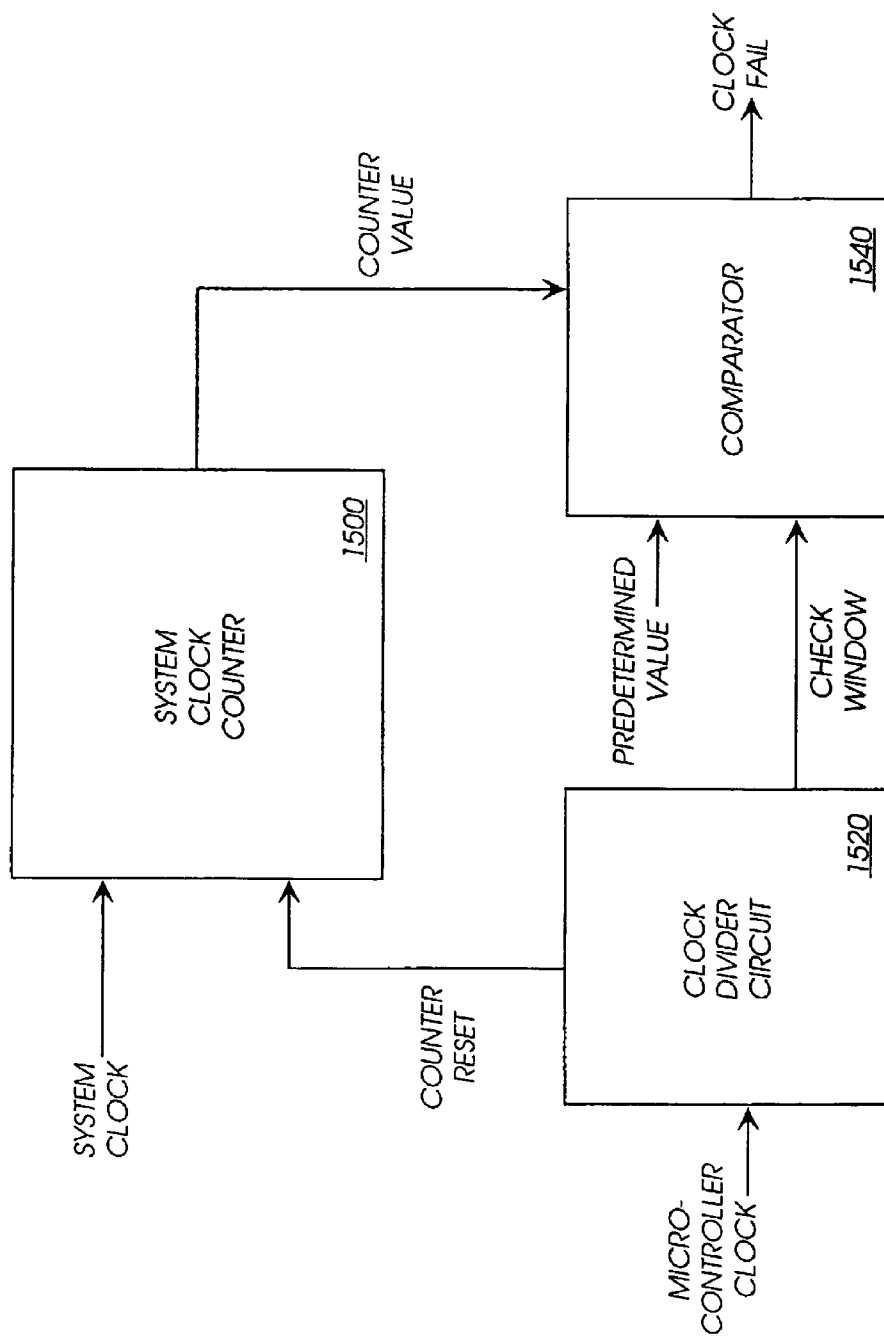 SYSTEM
CLOCK
SYSTEM
CLOCK
COUNTER
1500
COUNTER
VALUE
COUNTER
RESET
MICRO-
CONTROLLER
CLOCK
CLOCK
DIVIDER
CIRCUIT
1520
PREDETERMINED
VALUE
CHECK
WINDOW
COMPARATOR
1540
CLOCK
FAIL